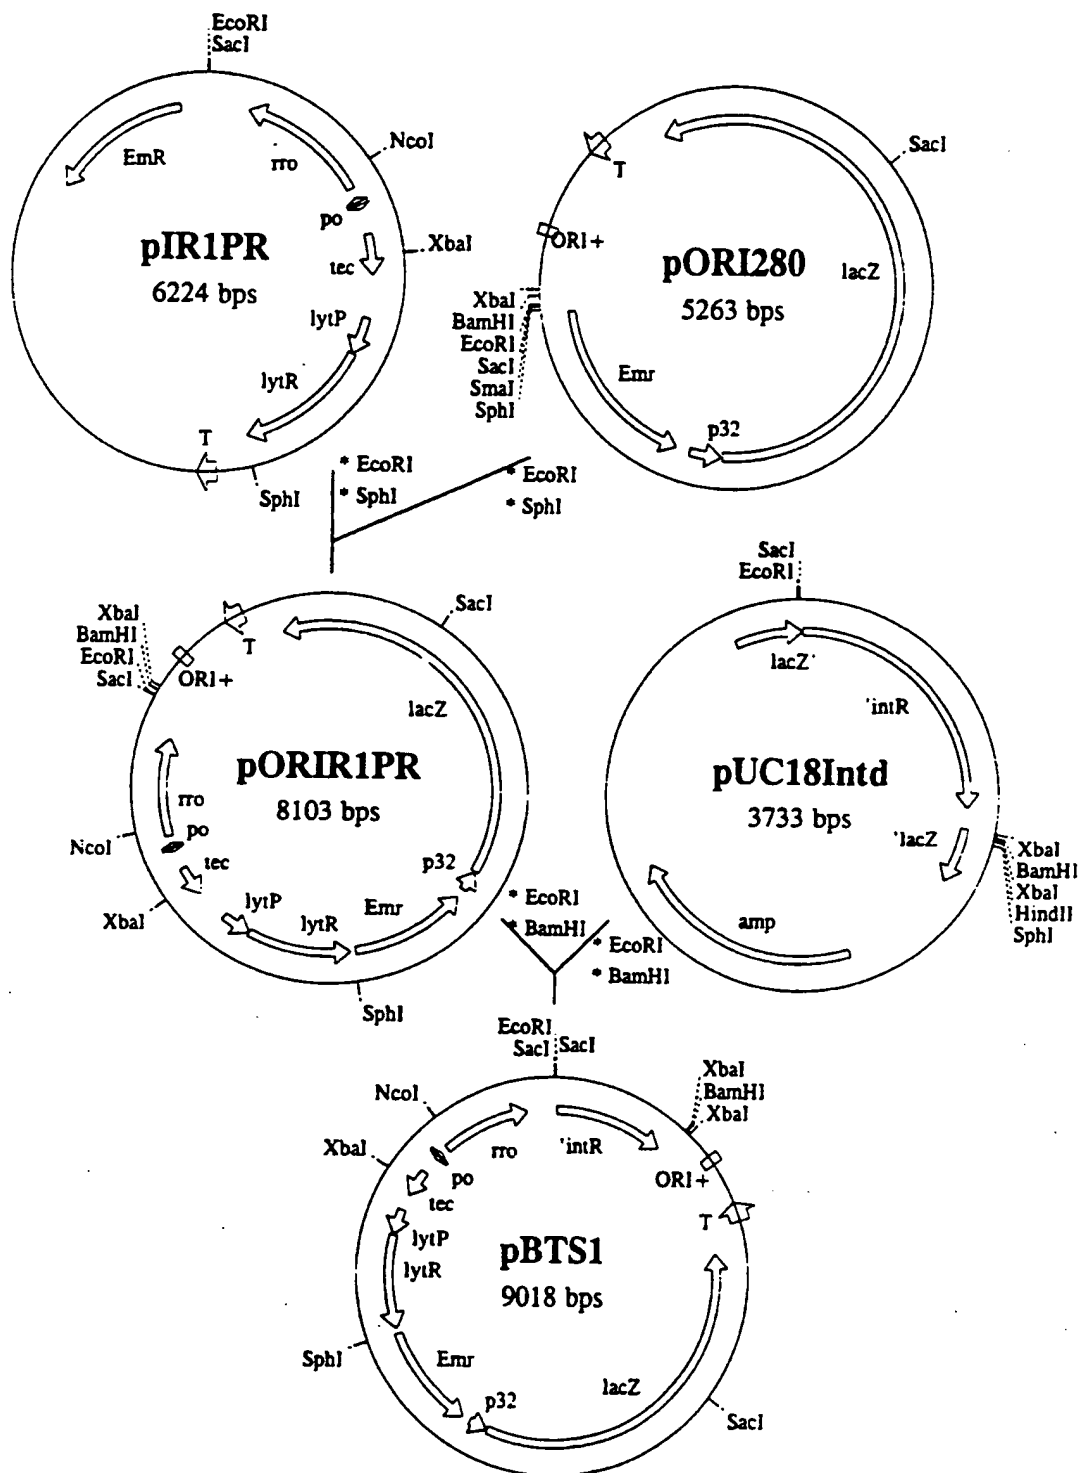 EcoRI
SacI
NcoI
XbaI
SphI
EmR
rro
po
tec
lytP
lytR
T
pIR1PR
6224 bps
SacI
T
ORI+
XbaI
BamHI
EcoRI
SacI
SmaI
SphI
Emr
p32
lacZ
pORI280
5263 bps
* EcoRI
* SphI
* EcoRI
* SphI
XbaI
BamHI
EcoRI
SacI
ORI+
T
SacI
lacZ
pORIR1PR
8103 bps
rro
po
NcoI
tec
XbaI
lytP
lytR
Emr
p32
SphI
SacI
EcoRI
lacZ'
'intR
pUC18Intd
3733 bps
'lacZ
XbaI
BamHI
XbaI
HindII
SphI
amp
* EcoRI
* BamHI
* EcoRI
* BamHI
EcoRI
SacI
SacI
NcoI
XbaI
BamHI
XbaI
XbaI
rro
'intR
po
ORI+
tec
T
lytP
lytR
pBTS1
9018 bps
SphI
Emr
p32
lacZ
SacI